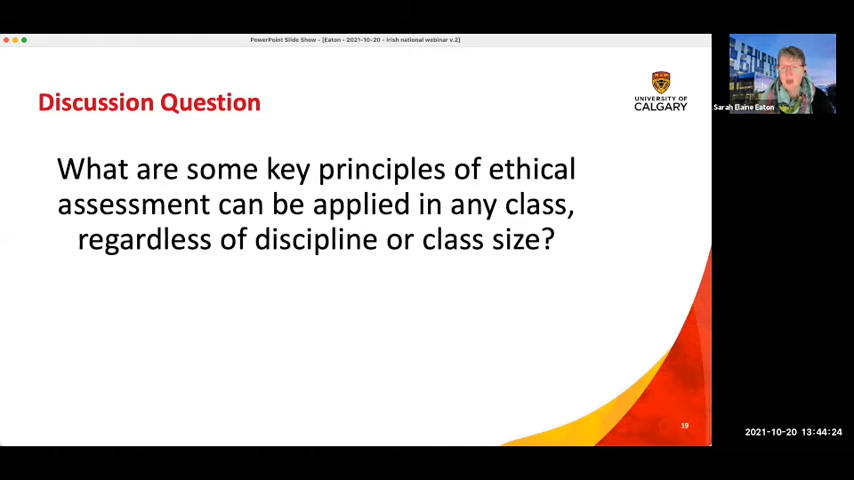 PowerPoint Slide Show - [Eaton - 2021-10-20 - Irish national webinar v.2]
Discussion Question
UNIVERSITY OF
CALGARY
Sarah Elaine Eaton
What are some key principles of ethical
assessment can be applied in any class,
regardless of discipline or class size?
19
2021-10-20 13:44:24